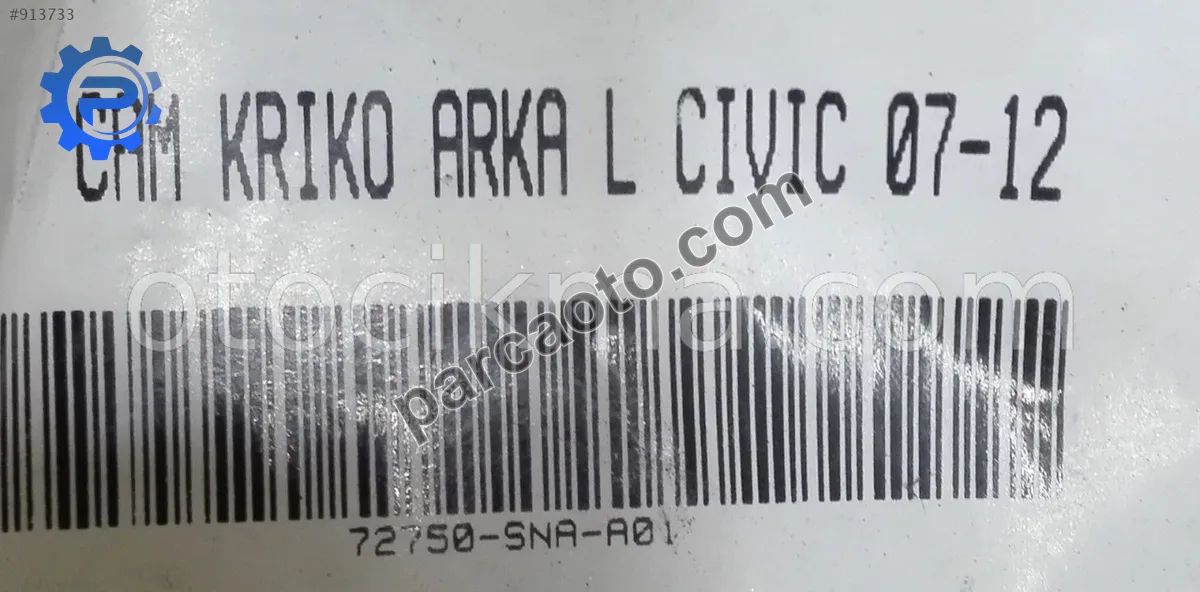 #913733
CAM KRIKO ARKA L CIVIC 07-12
parcaoto.com
otocikma.com
72750-SNA-A01